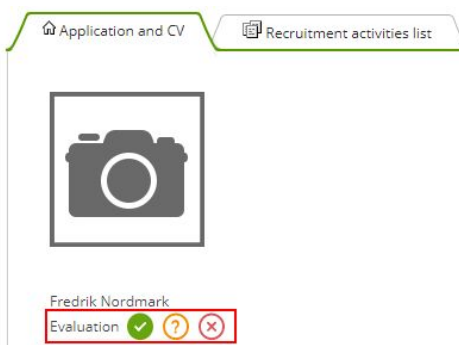 Application and CV
Recruitment activities list
Fredrik Nordmark
Evaluation ?